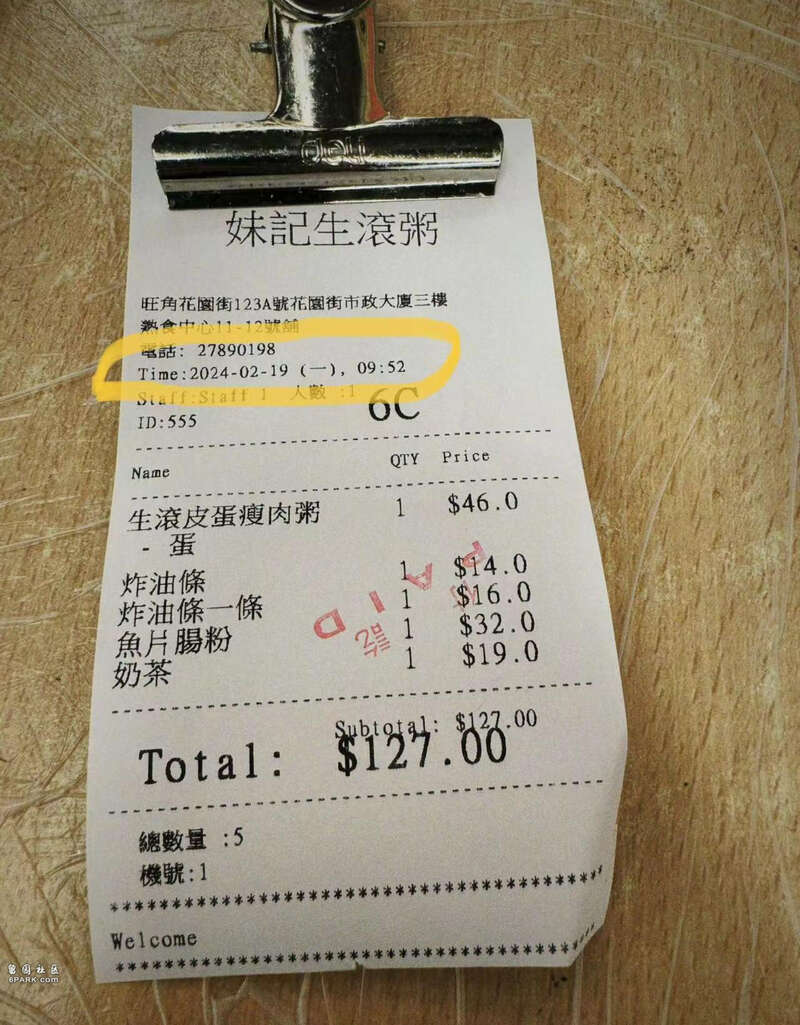 deli
妹記生滾粥
旺角花園街123A號花園街市政大廈三樓
熟食中心11-12號舖
電話: 27890198
Time:2024-02-19 (一), 09:52
Staff:Staff 1 人數 :1
6C
ID:555
Name QTY Price
生滾皮蛋瘦肉粥 1 $46.0
- 蛋
炸油條 1 $14.0
炸油條一條 1 $16.0
魚片腸粉 1 $32.0
奶茶 1 $19.0
PAID
Subtotal: $127.00
Total: $127.00
總數量 :5
機號:1
Welcome
6PARK.com